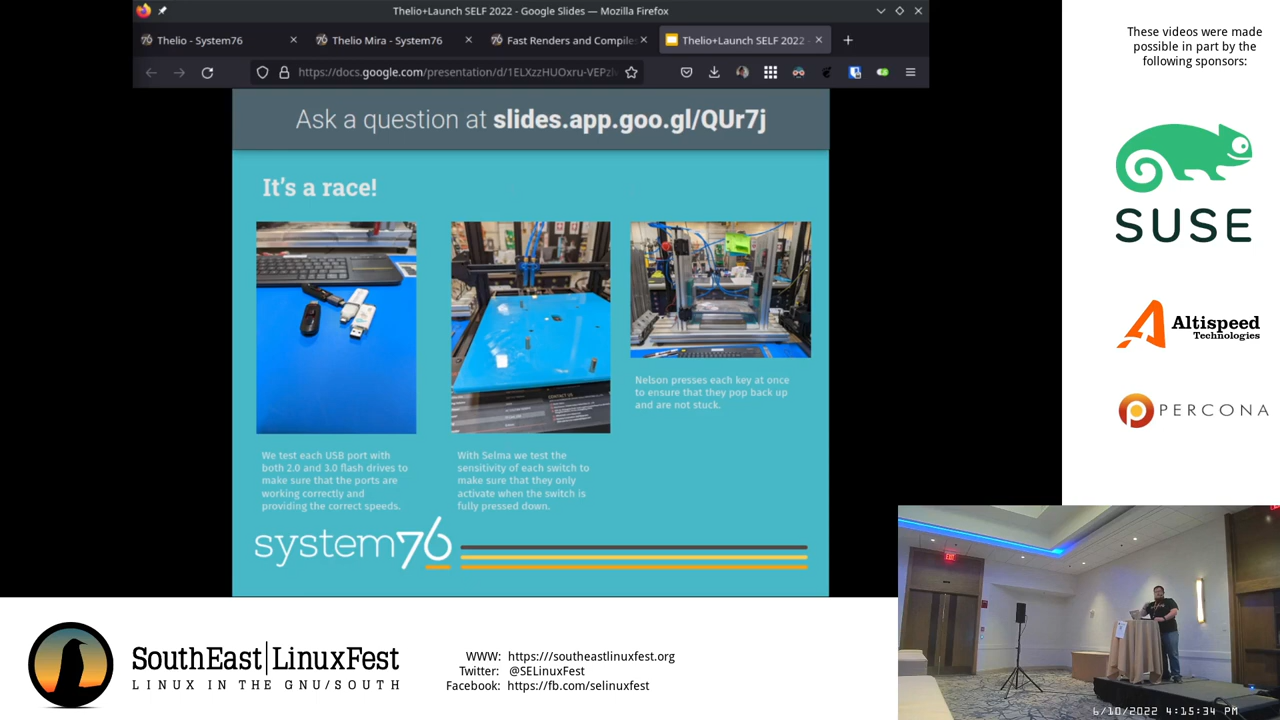 Thelio+Launch SELF 2022 - Google Slides — Mozilla Firefox
Thelio - System76
Thelio Mira - System76
Fast Renders and Compile
Thelio+Launch SELF 2022 -
https://docs.google.com/presentation/d/1ELXzzHUOxru-VEPzl
Ask a question at slides.app.goo.gl/QUr7j
It's a race!
We test each USB port with
both 2.0 and 3.0 flash drives to
make sure that the ports are
working correctly and
providing the correct speeds.
With Selma we test the
sensitivity of each switch to
make sure that they only
activate when the switch is
fully pressed down.
Nelson presses each key at once
to ensure that they pop back up
and are not stuck.
system76
These videos were made
possible in part by the
following sponsors:
SUSE
Altispeed
Technologies
PERCONA
EXIT
6/10/2022 4:15:34 PM
SouthEast LinuxFest
LINUX IN THE GNU/SOUTH
WWW: https://southeastlinuxfest.org
Twitter: @SELinuxFest
Facebook: https://fb.com/selinuxfest